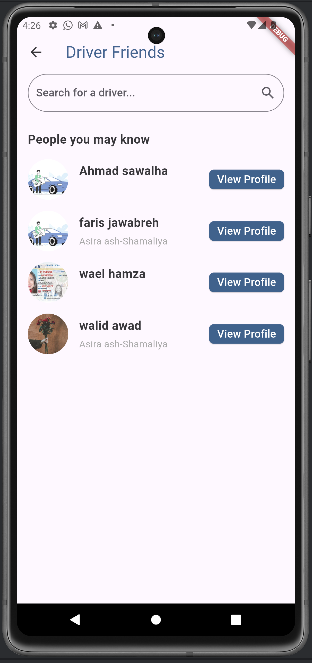 4:26
DEBUG
Driver Friends
Search for a driver...
People you may know
Ahmad sawalha
View Profile
faris jawabreh
Asira ash-Shamaliya
View Profile
wael hamza
View Profile
walid awad
Asira ash-Shamaliya
View Profile